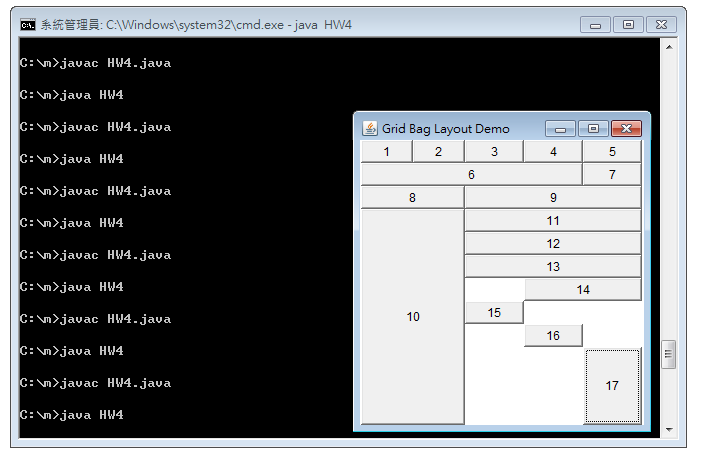 系統管理員: C:\Windows\system32\cmd.exe - java  HW4
C:\m>javac HW4.java
C:\m>java HW4
C:\m>javac HW4.java
C:\m>java HW4
C:\m>javac HW4.java
C:\m>java HW4
C:\m>javac HW4.java
C:\m>java HW4
C:\m>javac HW4.java
C:\m>java HW4
C:\m>javac HW4.java
C:\m>java HW4
Grid Bag Layout Demo
1 2 3 4 5
6 7
8 9
11
12
13
14
10 15
16
17